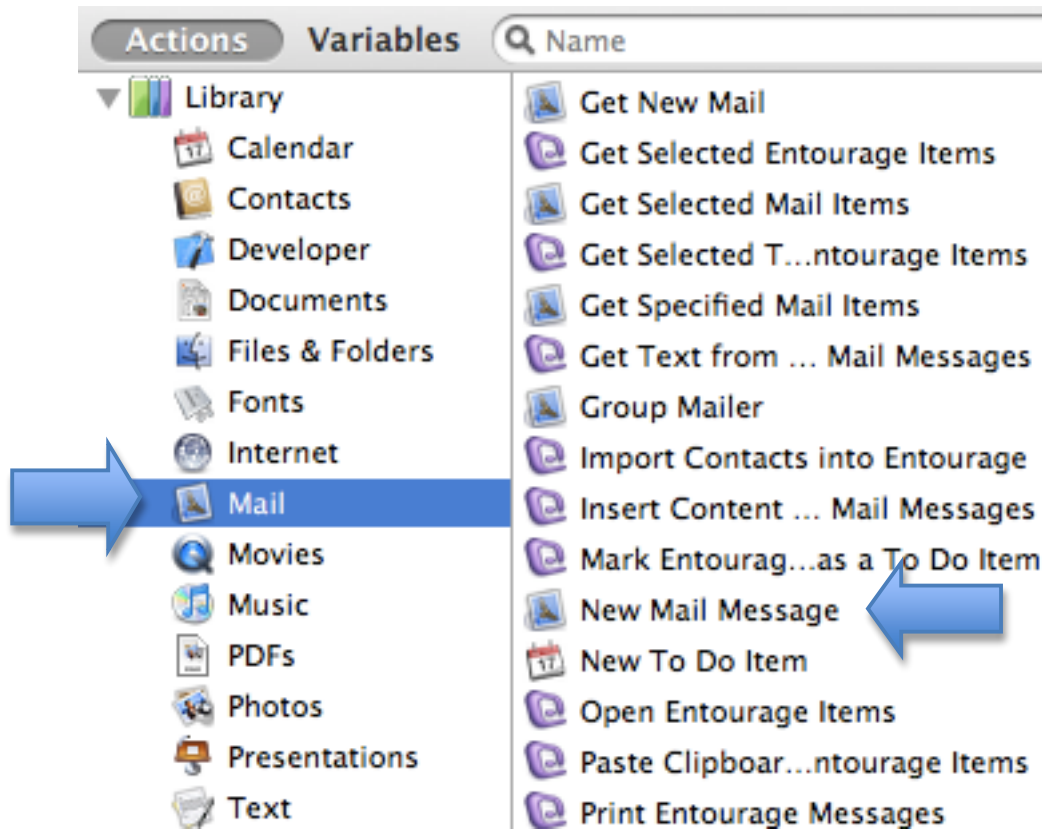 Actions Variables Name
Library
Calendar
Contacts
Developer
Documents
Files & Folders
Fonts
Internet
Mail
Movies
Music
PDFs
Photos
Presentations
Text
Get New Mail
Get Selected Entourage Items
Get Selected Mail Items
Get Selected T...ntourage Items
Get Specified Mail Items
Get Text from ... Mail Messages
Group Mailer
Import Contacts into Entourage
Insert Content ... Mail Messages
Mark Entourag...as a To Do Item
New Mail Message
New To Do Item
Open Entourage Items
Paste Clipboar...ntourage Items
Print Entourage Messages